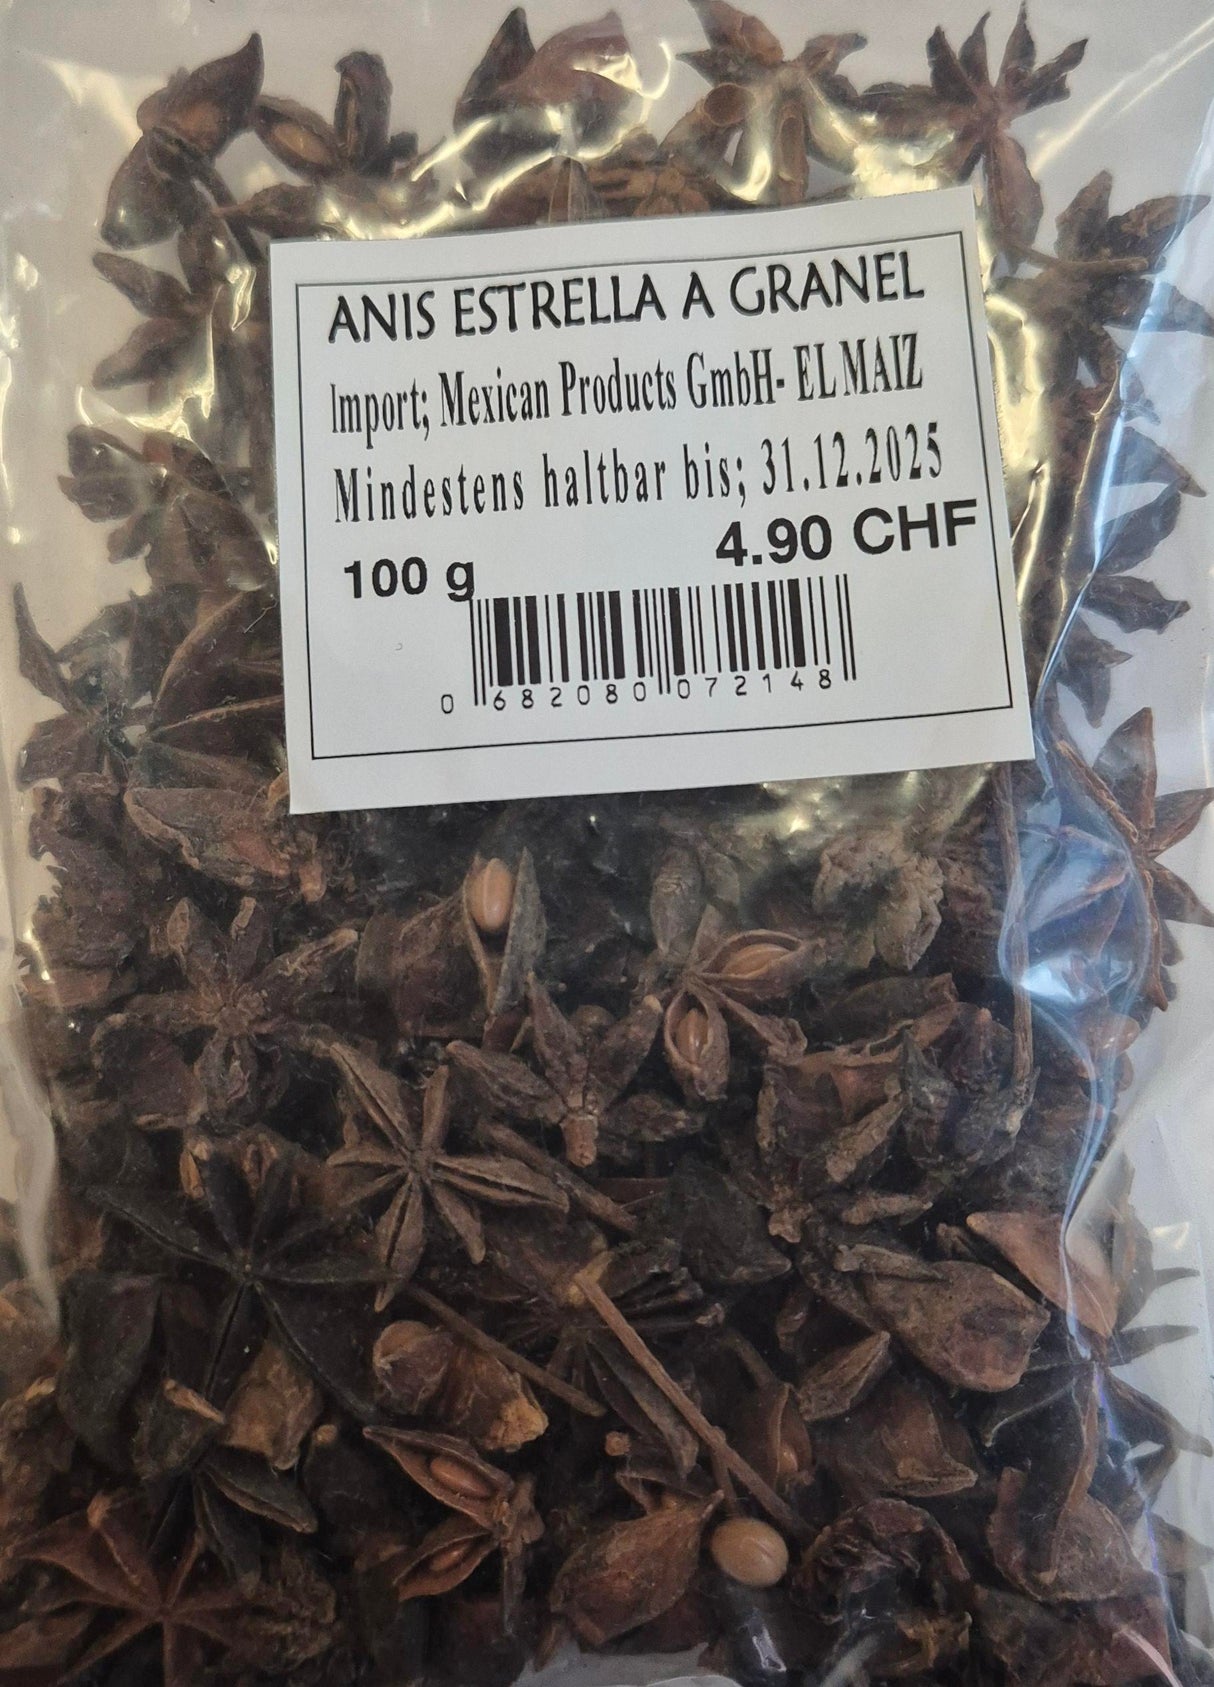 ANIS ESTRELLA A GRANEL
Import; Mexican Products GmbH- EL MAIZ
Mindestens haltbar bis; 31.12.2025
4.90 CHF
100 g
0 682080 072148